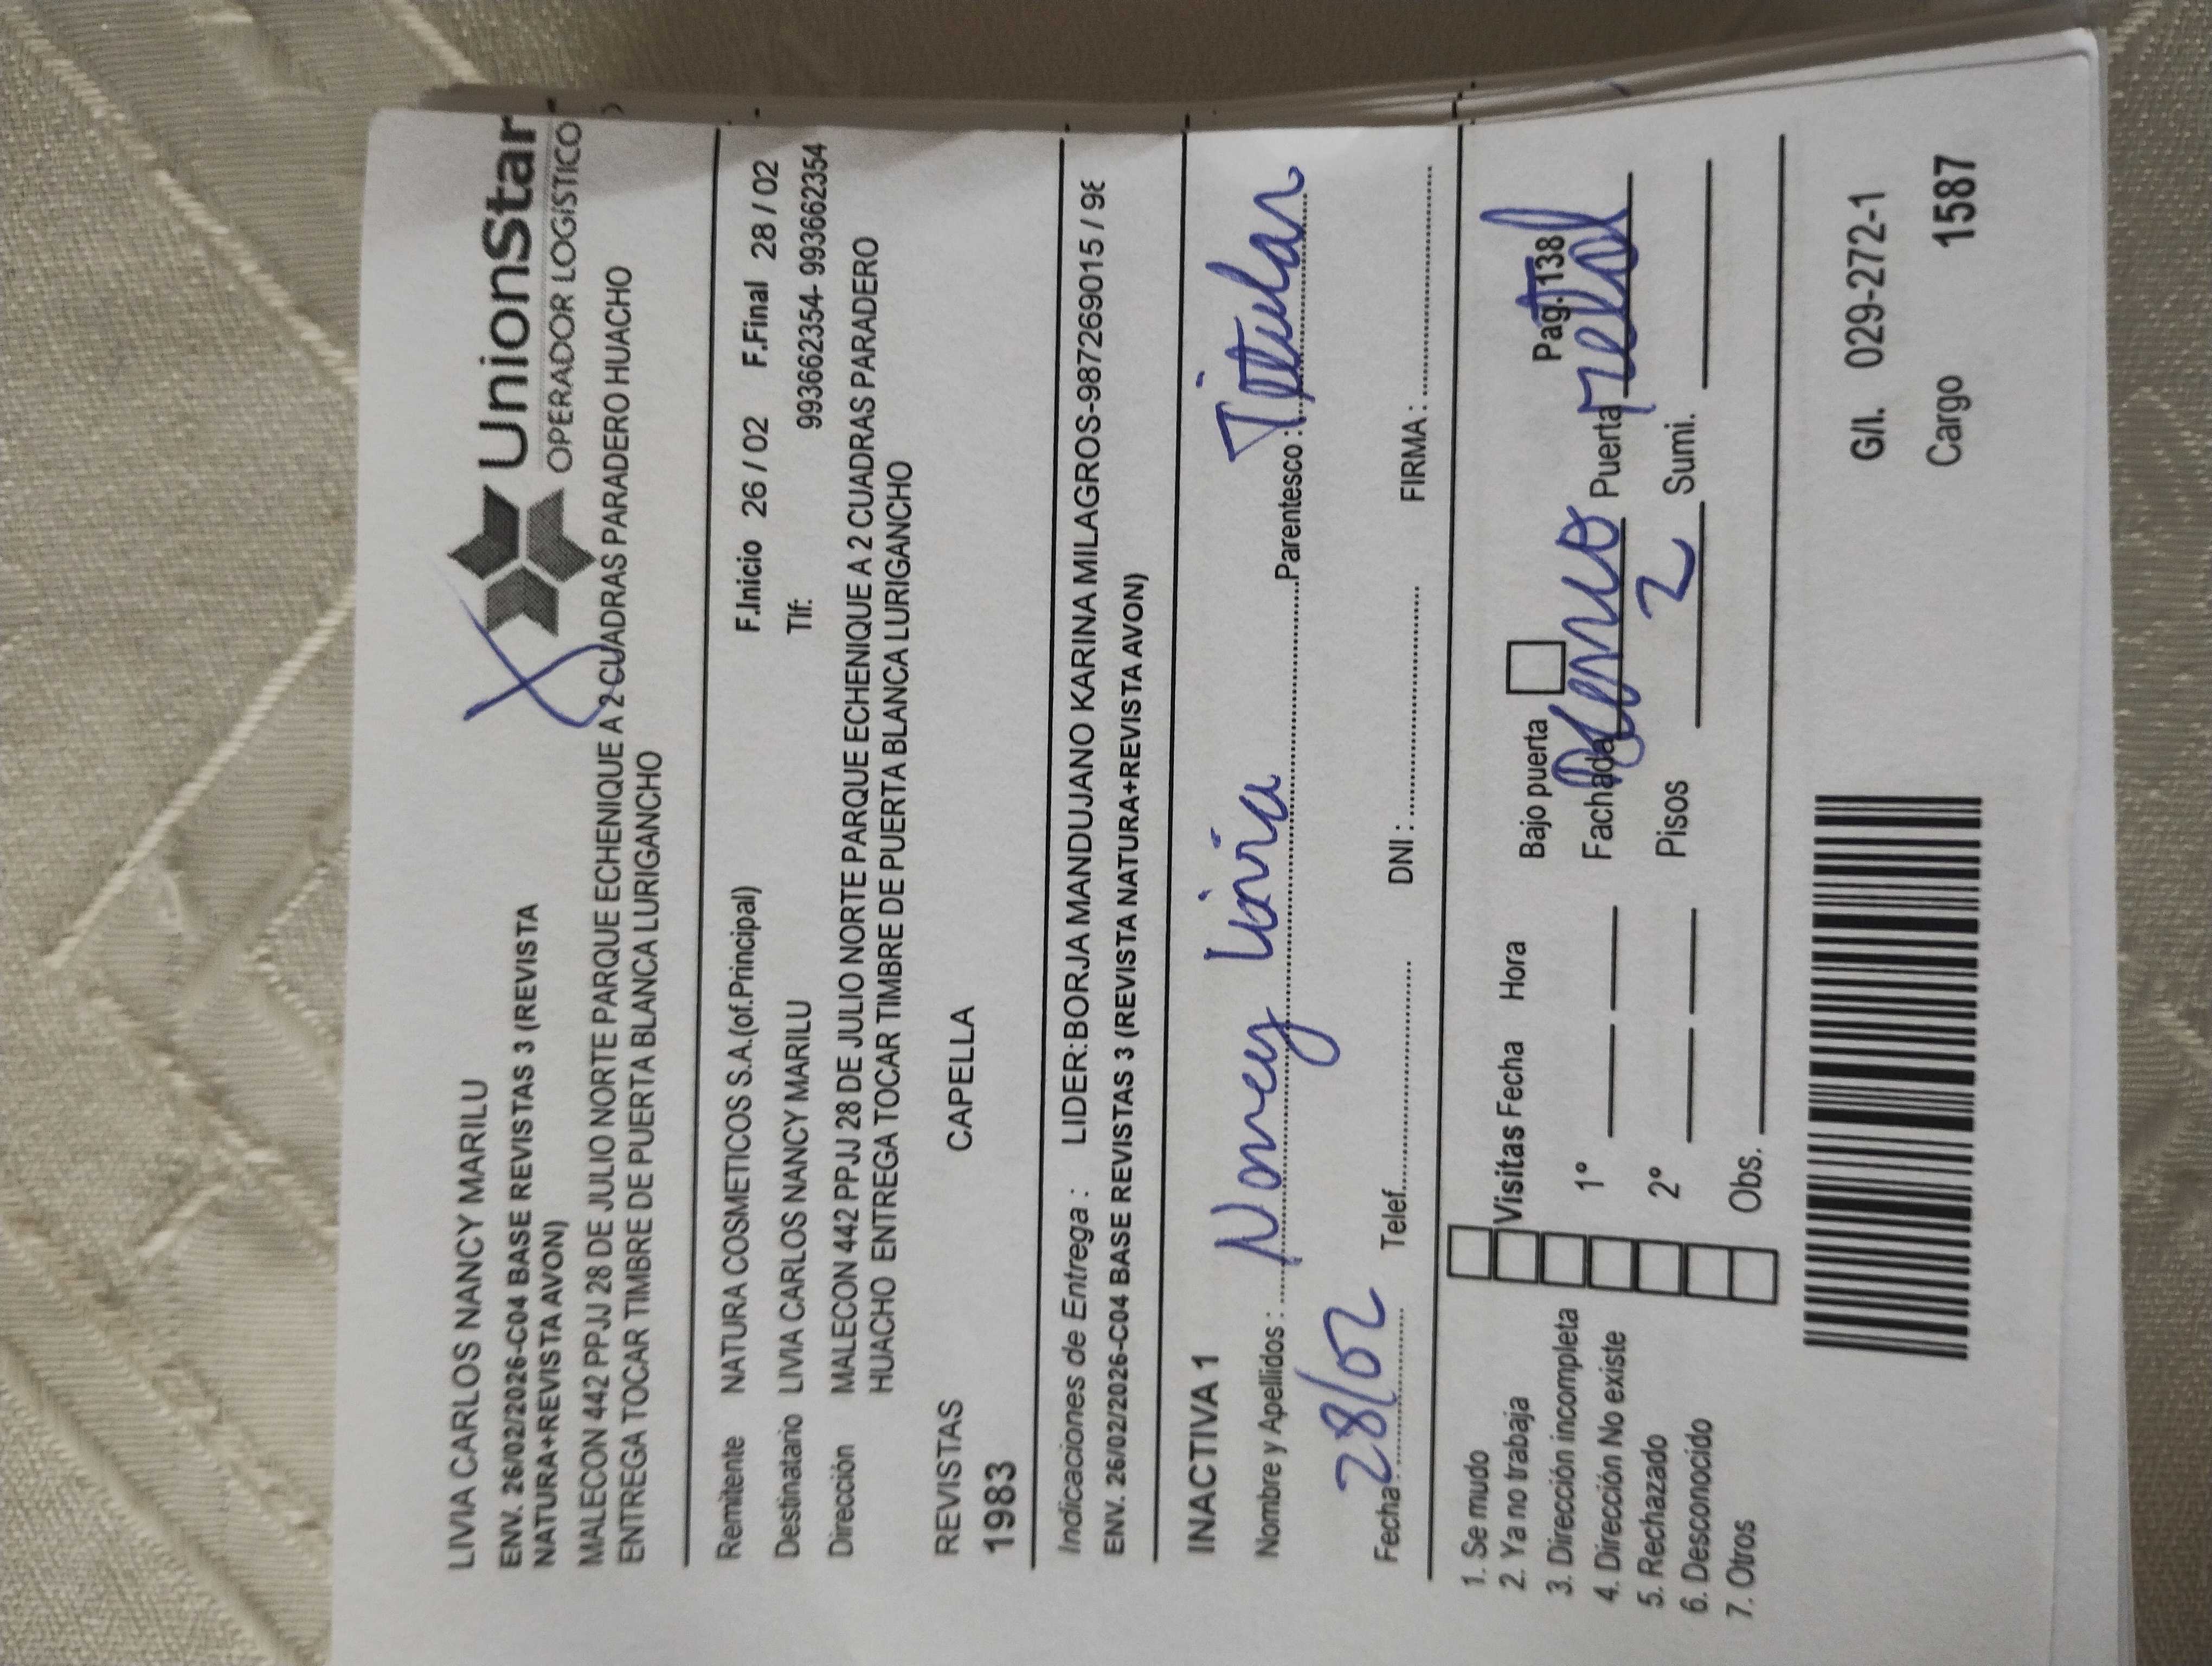 LIVIA CARLOS NANCY MARILU
UnionStar
OPERADOR LOGÍSTICO
ENV. 26/02/2026-C04 BASE REVISTAS 3 (REVISTA
NATURA+REVISTA AVON)
MALECON 442 PPJJ 28 DE JULIO NORTE PARQUE ECHENIQUE A 2 CUADRAS PARADERO HUACHO
ENTREGA TOCAR TIMBRE DE PUERTA BLANCA LURIGANCHO
Remitente NATURA COSMETICOS S.A.(of.Principal) F.Inicio 26 / 02 F.Final 28 / 02
Destinatario LIVIA CARLOS NANCY MARILU Tlf: 993662354- 993662354
Dirección MALECON 442 PPJJ 28 DE JULIO NORTE PARQUE ECHENIQUE A 2 CUADRAS PARADERO
HUACHO ENTREGA TOCAR TIMBRE DE PUERTA BLANCA LURIGANCHO
REVISTAS CAPELLA
1983
Indicaciones de Entrega : LIDER:BORJA MANDUJANO KARINA MILAGROS-987269015 /
ENV. 26/02/2026-C04 BASE REVISTAS 3 (REVISTA NATURA+REVISTA AVON)
INACTIVA 1
Nombre y Apellidos : Nancy Livia Parentesco : Titular
Fecha 28/02 Telef. DNI : FIRMA :
1. Se mudo
2. Ya no trabaja
3. Dirección incompleta
4. Dirección No existe
5. Rechazado
6. Desconocido
7. Otros
Visitas Fecha Hora Bajo puerta Pag. 138
1° Fachada Puerta
2° Pisos 2 Sumi.
Obs.
G/I. 029-272-1
Cargo 1587